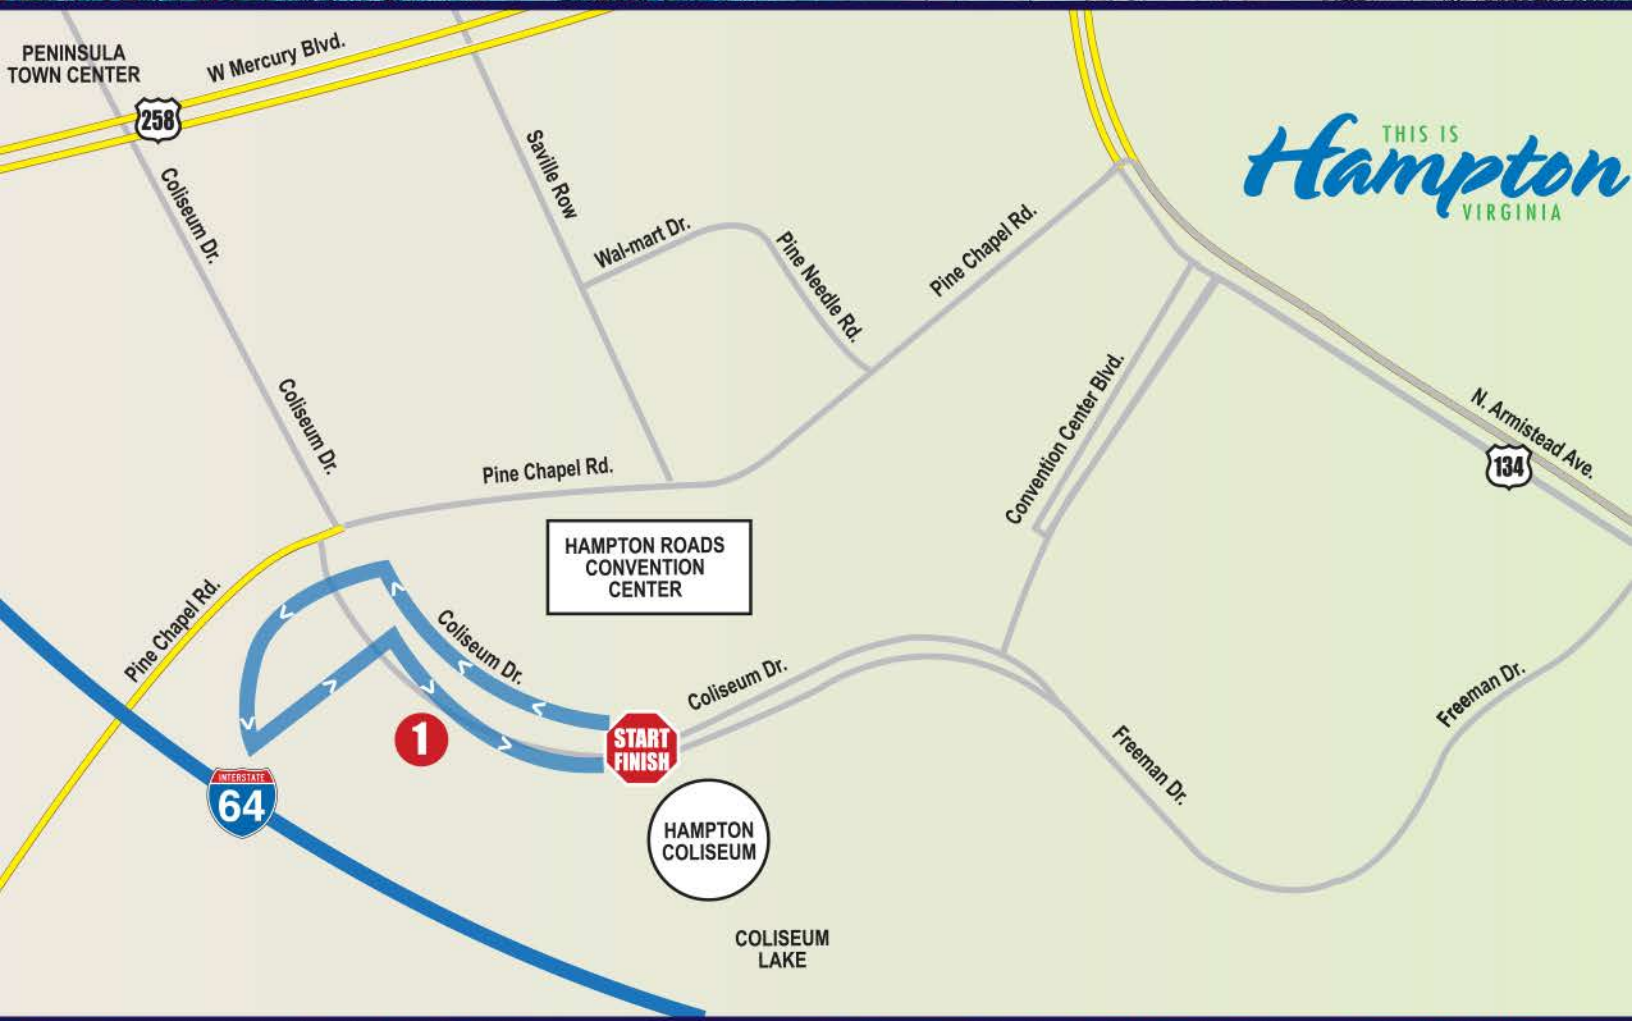 PENINSULA
TOWN CENTER
W Mercury Blvd.
258
THIS IS
Hampton
VIRGINIA
Coliseum Dr.
Saville Row
Wal-mart Dr.
Pine Needle Rd.
Pine Chapel Rd.
Coliseum Dr.
Convention Center Blvd.
N. Armistead Ave.
134
Pine Chapel Rd.
HAMPTON ROADS
CONVENTION
CENTER
Pine Chapel Rd.
Coliseum Dr.
Coliseum Dr.
Freeman Dr.
Freeman Dr.
1
START
FINISH
INTERSTATE
64
HAMPTON
COLISEUM
COLISEUM
LAKE